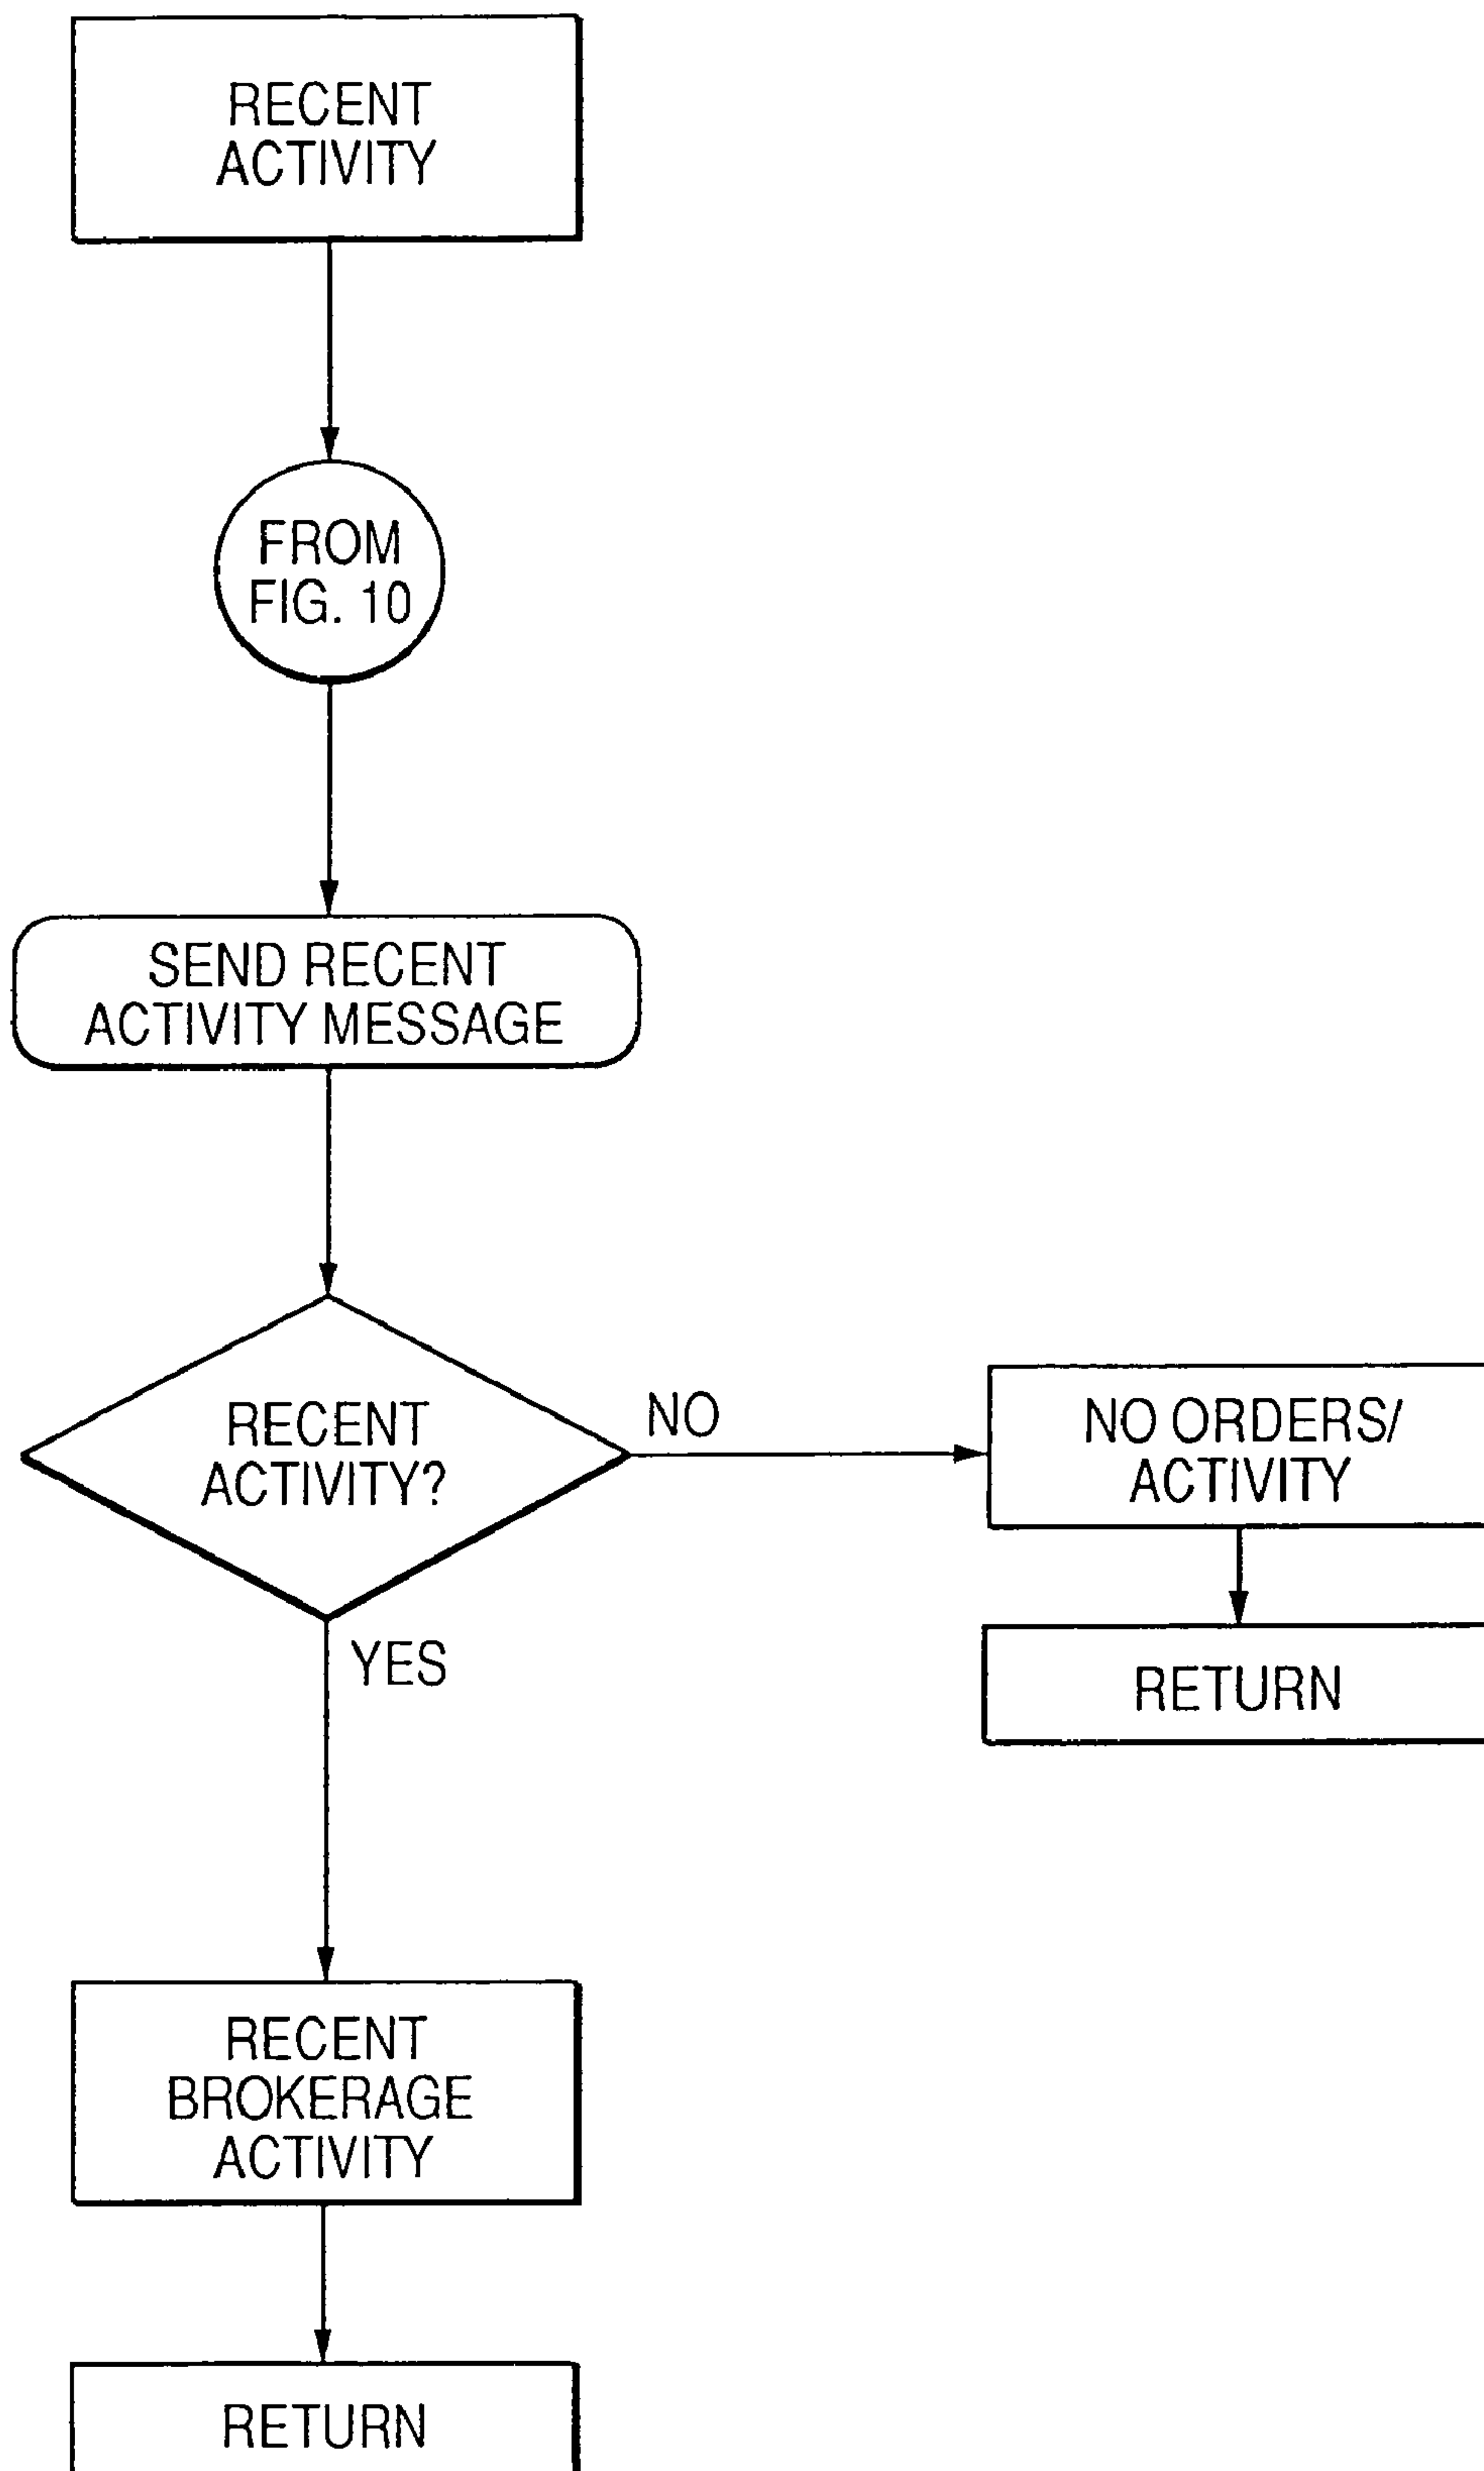 RECENT
ACTIVITY
FROM
FIG. 10
SEND RECENT
ACTIVITY MESSAGE
RECENT
ACTIVITY?
NO
NO ORDERS/
ACTIVITY
RETURN
YES
RECENT
BROKERAGE
ACTIVITY
RETURN